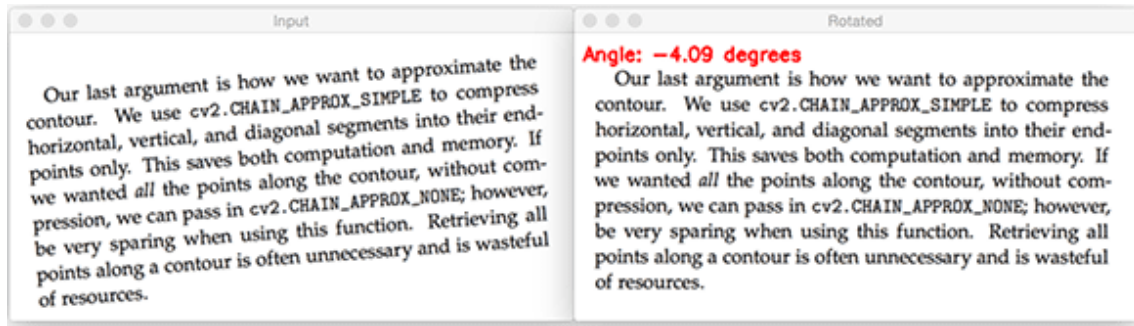 Input
Our last argument is how we want to approximate the
contour. We use cv2.CHAIN_APPROX_SIMPLE to compress
horizontal, vertical, and diagonal segments into their end-
points only. This saves both computation and memory. If
we wanted all the points along the contour, without com-
pression, we can pass in cv2.CHAIN_APPROX_NONE; however,
be very sparing when using this function. Retrieving all
points along a contour is often unnecessary and is wasteful
of resources.
Rotated
Angle: −4.09 degrees
Our last argument is how we want to approximate the
contour. We use cv2.CHAIN_APPROX_SIMPLE to compress
horizontal, vertical, and diagonal segments into their end-
points only. This saves both computation and memory. If
we wanted all the points along the contour, without com-
pression, we can pass in cv2.CHAIN_APPROX_NONE; however,
be very sparing when using this function. Retrieving all
points along a contour is often unnecessary and is wasteful
of resources.